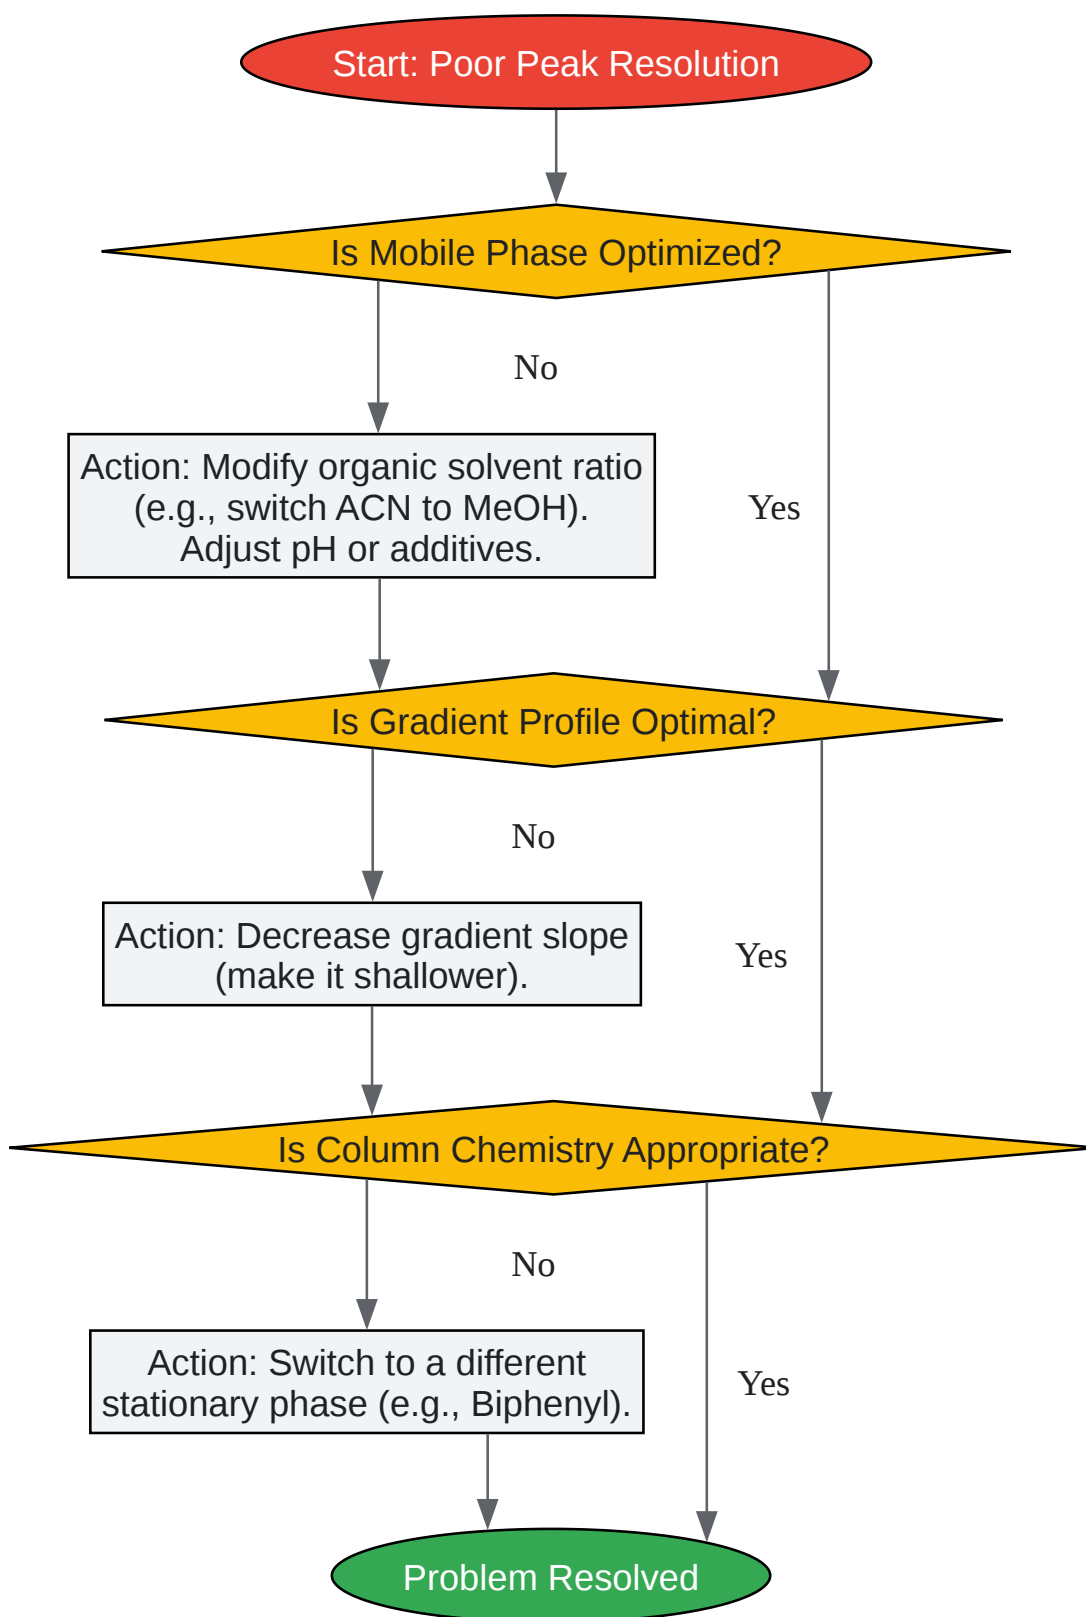 Start: Poor Peak Resolution
Is Mobile Phase Optimized?
No
Action: Modify organic solvent ratio
(e.g., switch ACN to MeOH).
Adjust pH or additives.
Yes
Is Gradient Profile Optimal?
No
Action: Decrease gradient slope
(make it shallower).
Yes
Is Column Chemistry Appropriate?
No
Action: Switch to a different
stationary phase (e.g., Biphenyl).
Yes
Problem Resolved